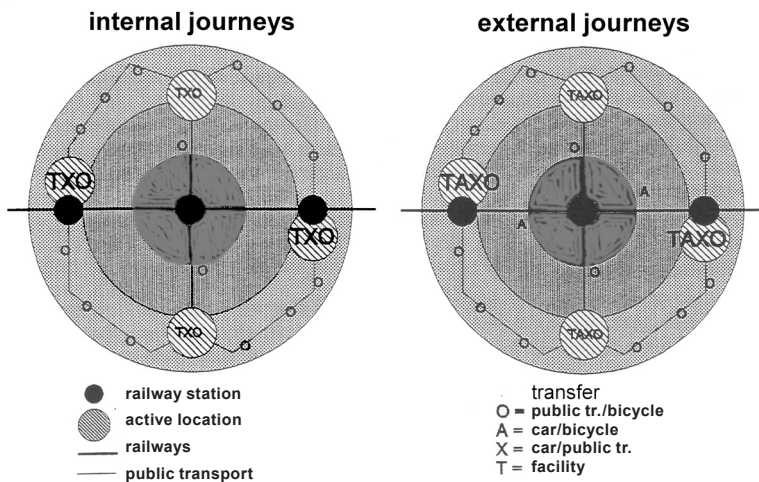 internal journeys
external journeys
O
O
O
O
TXO
O
O
O
TXO
O
TXO
O
O
O
O
O
O
TXO
O
O
O
O
TAXO
O
O
O
TAXO
O
A
A
TAXO
O
O
O
O
O
O
TAXO
railway station
active location
railways
public transport
transfer
O = public tr./bicycle
A = car/bicycle
X = car/public tr.
T = facility